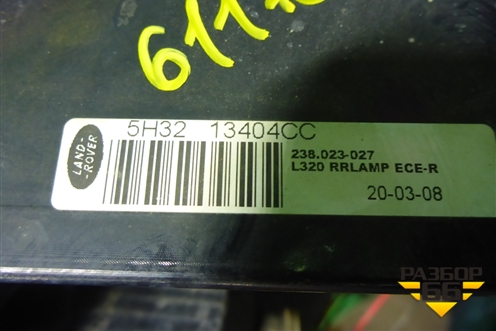 5H32 13404CC
LAND-
ROVER
238.023-027
L320 RRLAMP ECE-R
20-03-08
РАЗБОР
66